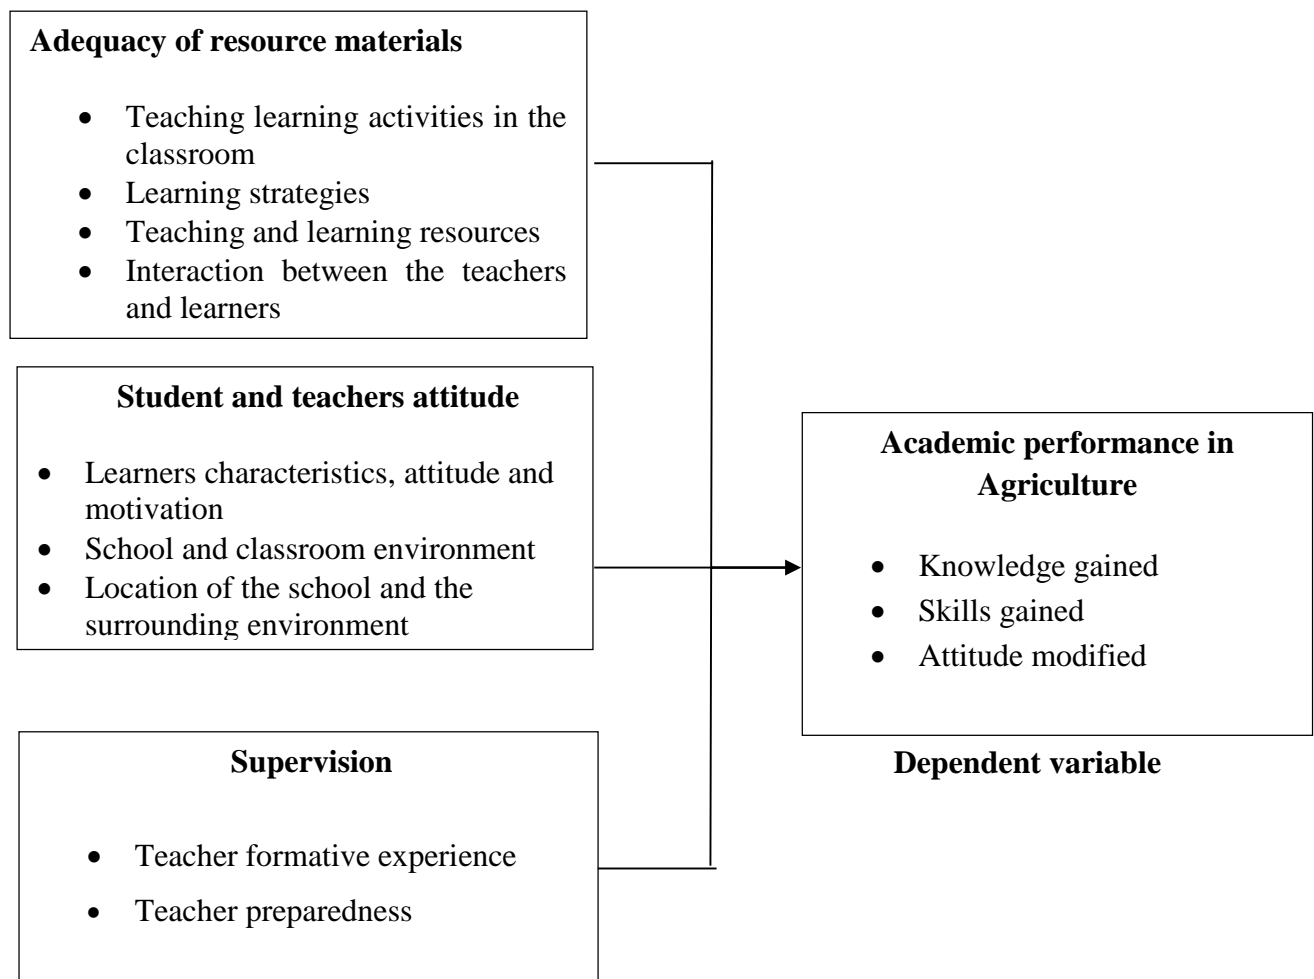 Adequacy of resource materials
• Teaching learning activities in the
classroom
• Learning strategies
• Teaching and learning resources
• Interaction between the teachers
and learners
Student and teachers attitude
• Learners characteristics, attitude and
motivation
• School and classroom environment
• Location of the school and the
surrounding environment
Supervision
• Teacher formative experience
• Teacher preparedness
Academic performance in
Agriculture
• Knowledge gained
• Skills gained
• Attitude modified
Dependent variable